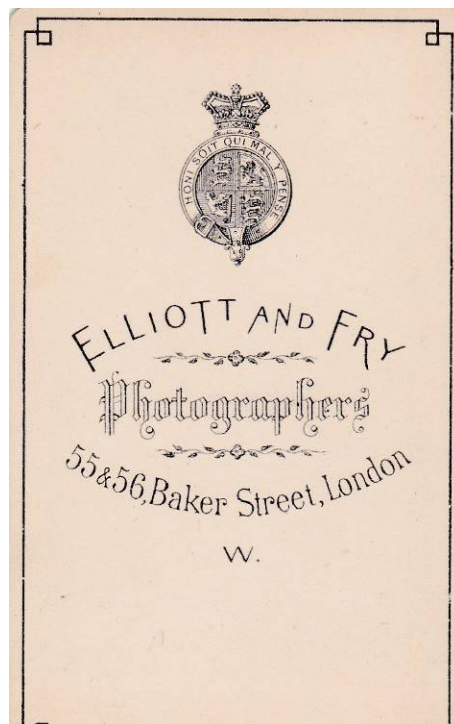 HONI SOIT QUI MAL Y PENSE
ELLIOTT AND FRY
Photographers
55&56, Baker Street, London
W.